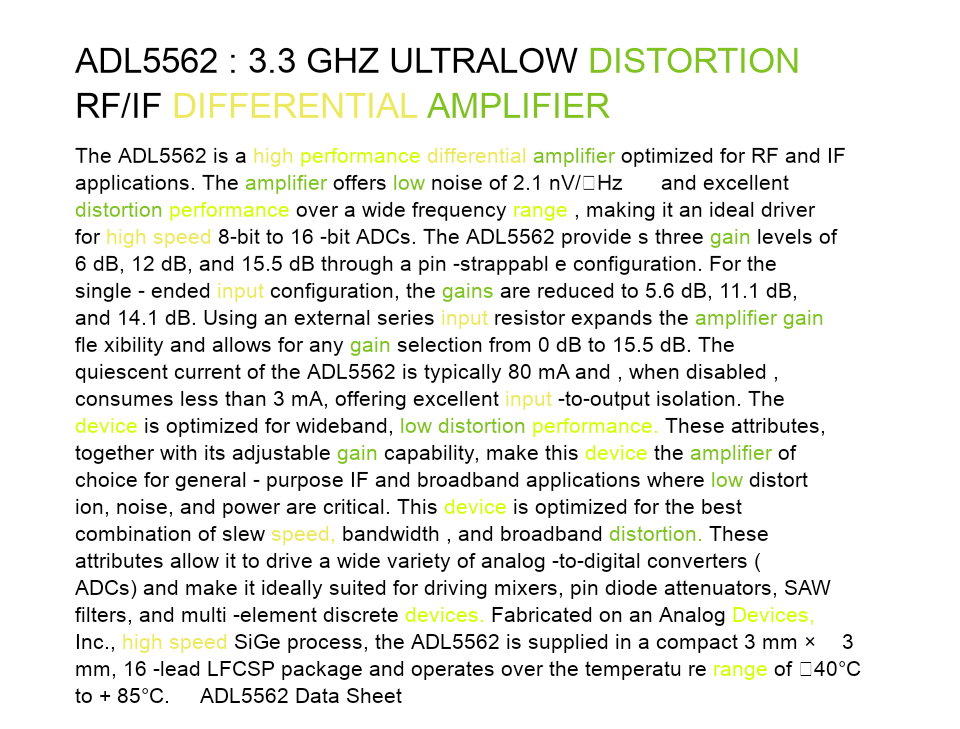 ADL5562 : 3.3 GHZ ULTRALOW DISTORTION
RF/IF DIFFERENTIAL AMPLIFIER
The ADL5562 is a high performance differential amplifier optimized for RF and IF
applications. The amplifier offers low noise of 2.1 nV/□Hz and excellent
distortion performance over a wide frequency range , making it an ideal driver
for high speed 8-bit to 16 -bit ADCs. The ADL5562 provide s three gain levels of
6 dB, 12 dB, and 15.5 dB through a pin -strappabl e configuration. For the
single - ended input configuration, the gains are reduced to 5.6 dB, 11.1 dB,
and 14.1 dB. Using an external series input resistor expands the amplifier gain
fle xibility and allows for any gain selection from 0 dB to 15.5 dB. The
quiescent current of the ADL5562 is typically 80 mA and , when disabled ,
consumes less than 3 mA, offering excellent input -to-output isolation. The
device is optimized for wideband, low distortion performance. These attributes,
together with its adjustable gain capability, make this device the amplifier of
choice for general - purpose IF and broadband applications where low distort
ion, noise, and power are critical. This device is optimized for the best
combination of slew speed, bandwidth , and broadband distortion. These
attributes allow it to drive a wide variety of analog -to-digital converters (
ADCs) and make it ideally suited for driving mixers, pin diode attenuators, SAW
filters, and multi -element discrete devices. Fabricated on an Analog Devices,
Inc., high speed SiGe process, the ADL5562 is supplied in a compact 3 mm × 3
mm, 16 -lead LFCSP package and operates over the temperatu re range of □40°C
to + 85°C. ADL5562 Data Sheet